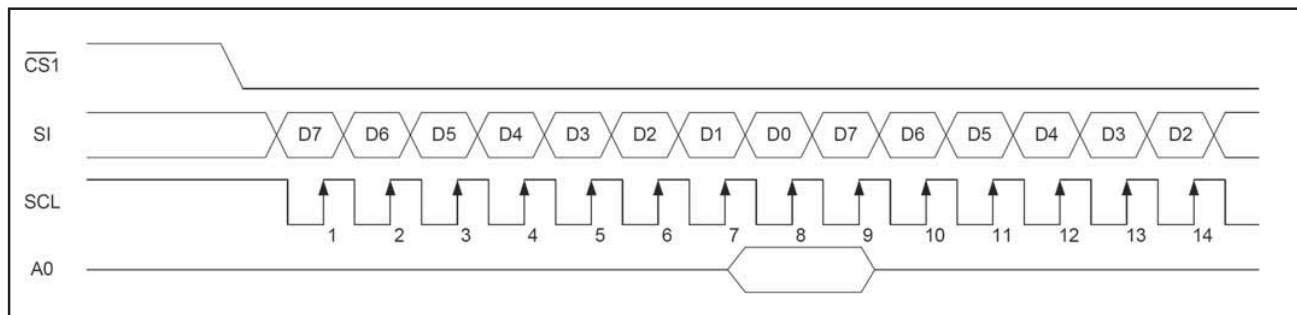 CS1
SI D7 D6 D5 D4 D3 D2 D1 D0 D7 D6 D5 D4 D3 D2
SCL
1 2 3 4 5 6 7 8 9 10 11 12 13 14
A0